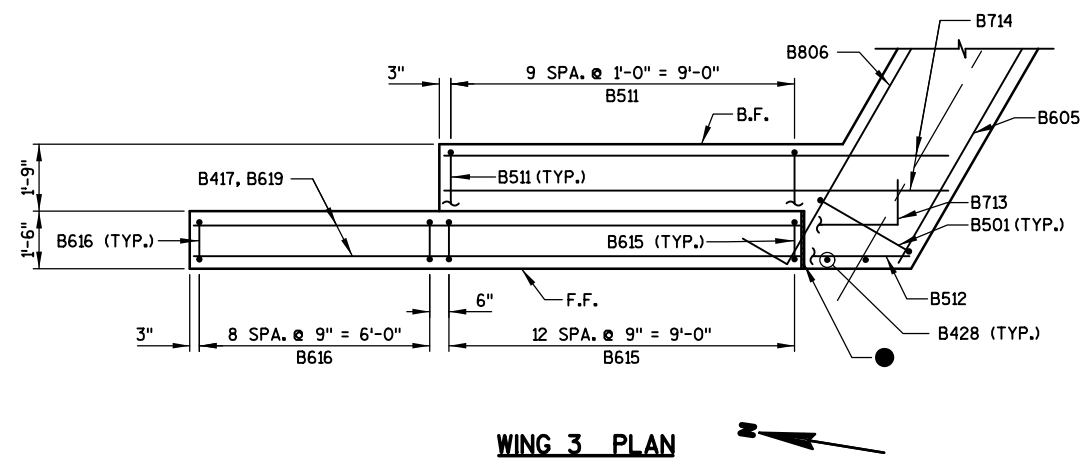 B714
B806
3"
9 SPA. @ 1'-0" = 9'-0"
B511
B.F.
B605
1'-9"
B417, B619
B511 (TYP.)
B713
B501 (TYP.)
1'-6"
B616 (TYP.)
B615 (TYP.)
B512
6"
F.F.
B428 (TYP.)
3"
8 SPA. @ 9" = 6'-0"
B616
12 SPA. @ 9" = 9'-0"
B615
WING 3 PLAN
N